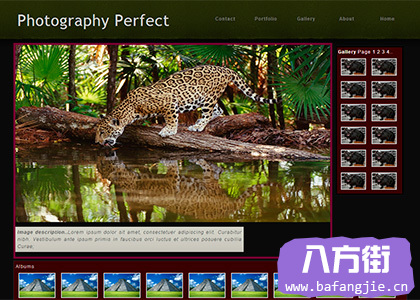 Photography Perfect
Contact Portfolio Gallery About Home
Gallery Page 1 2 3 4..
Image description..Lorem ipsum dolor sit amet, consectetuer adipiscing elit. Curabitur
nibh. Vestibulum ante ipsum primis in faucibus orci luctus et ultrices posuere cubilia
Curae;
Albums
八方街
www.bafangjie.cn